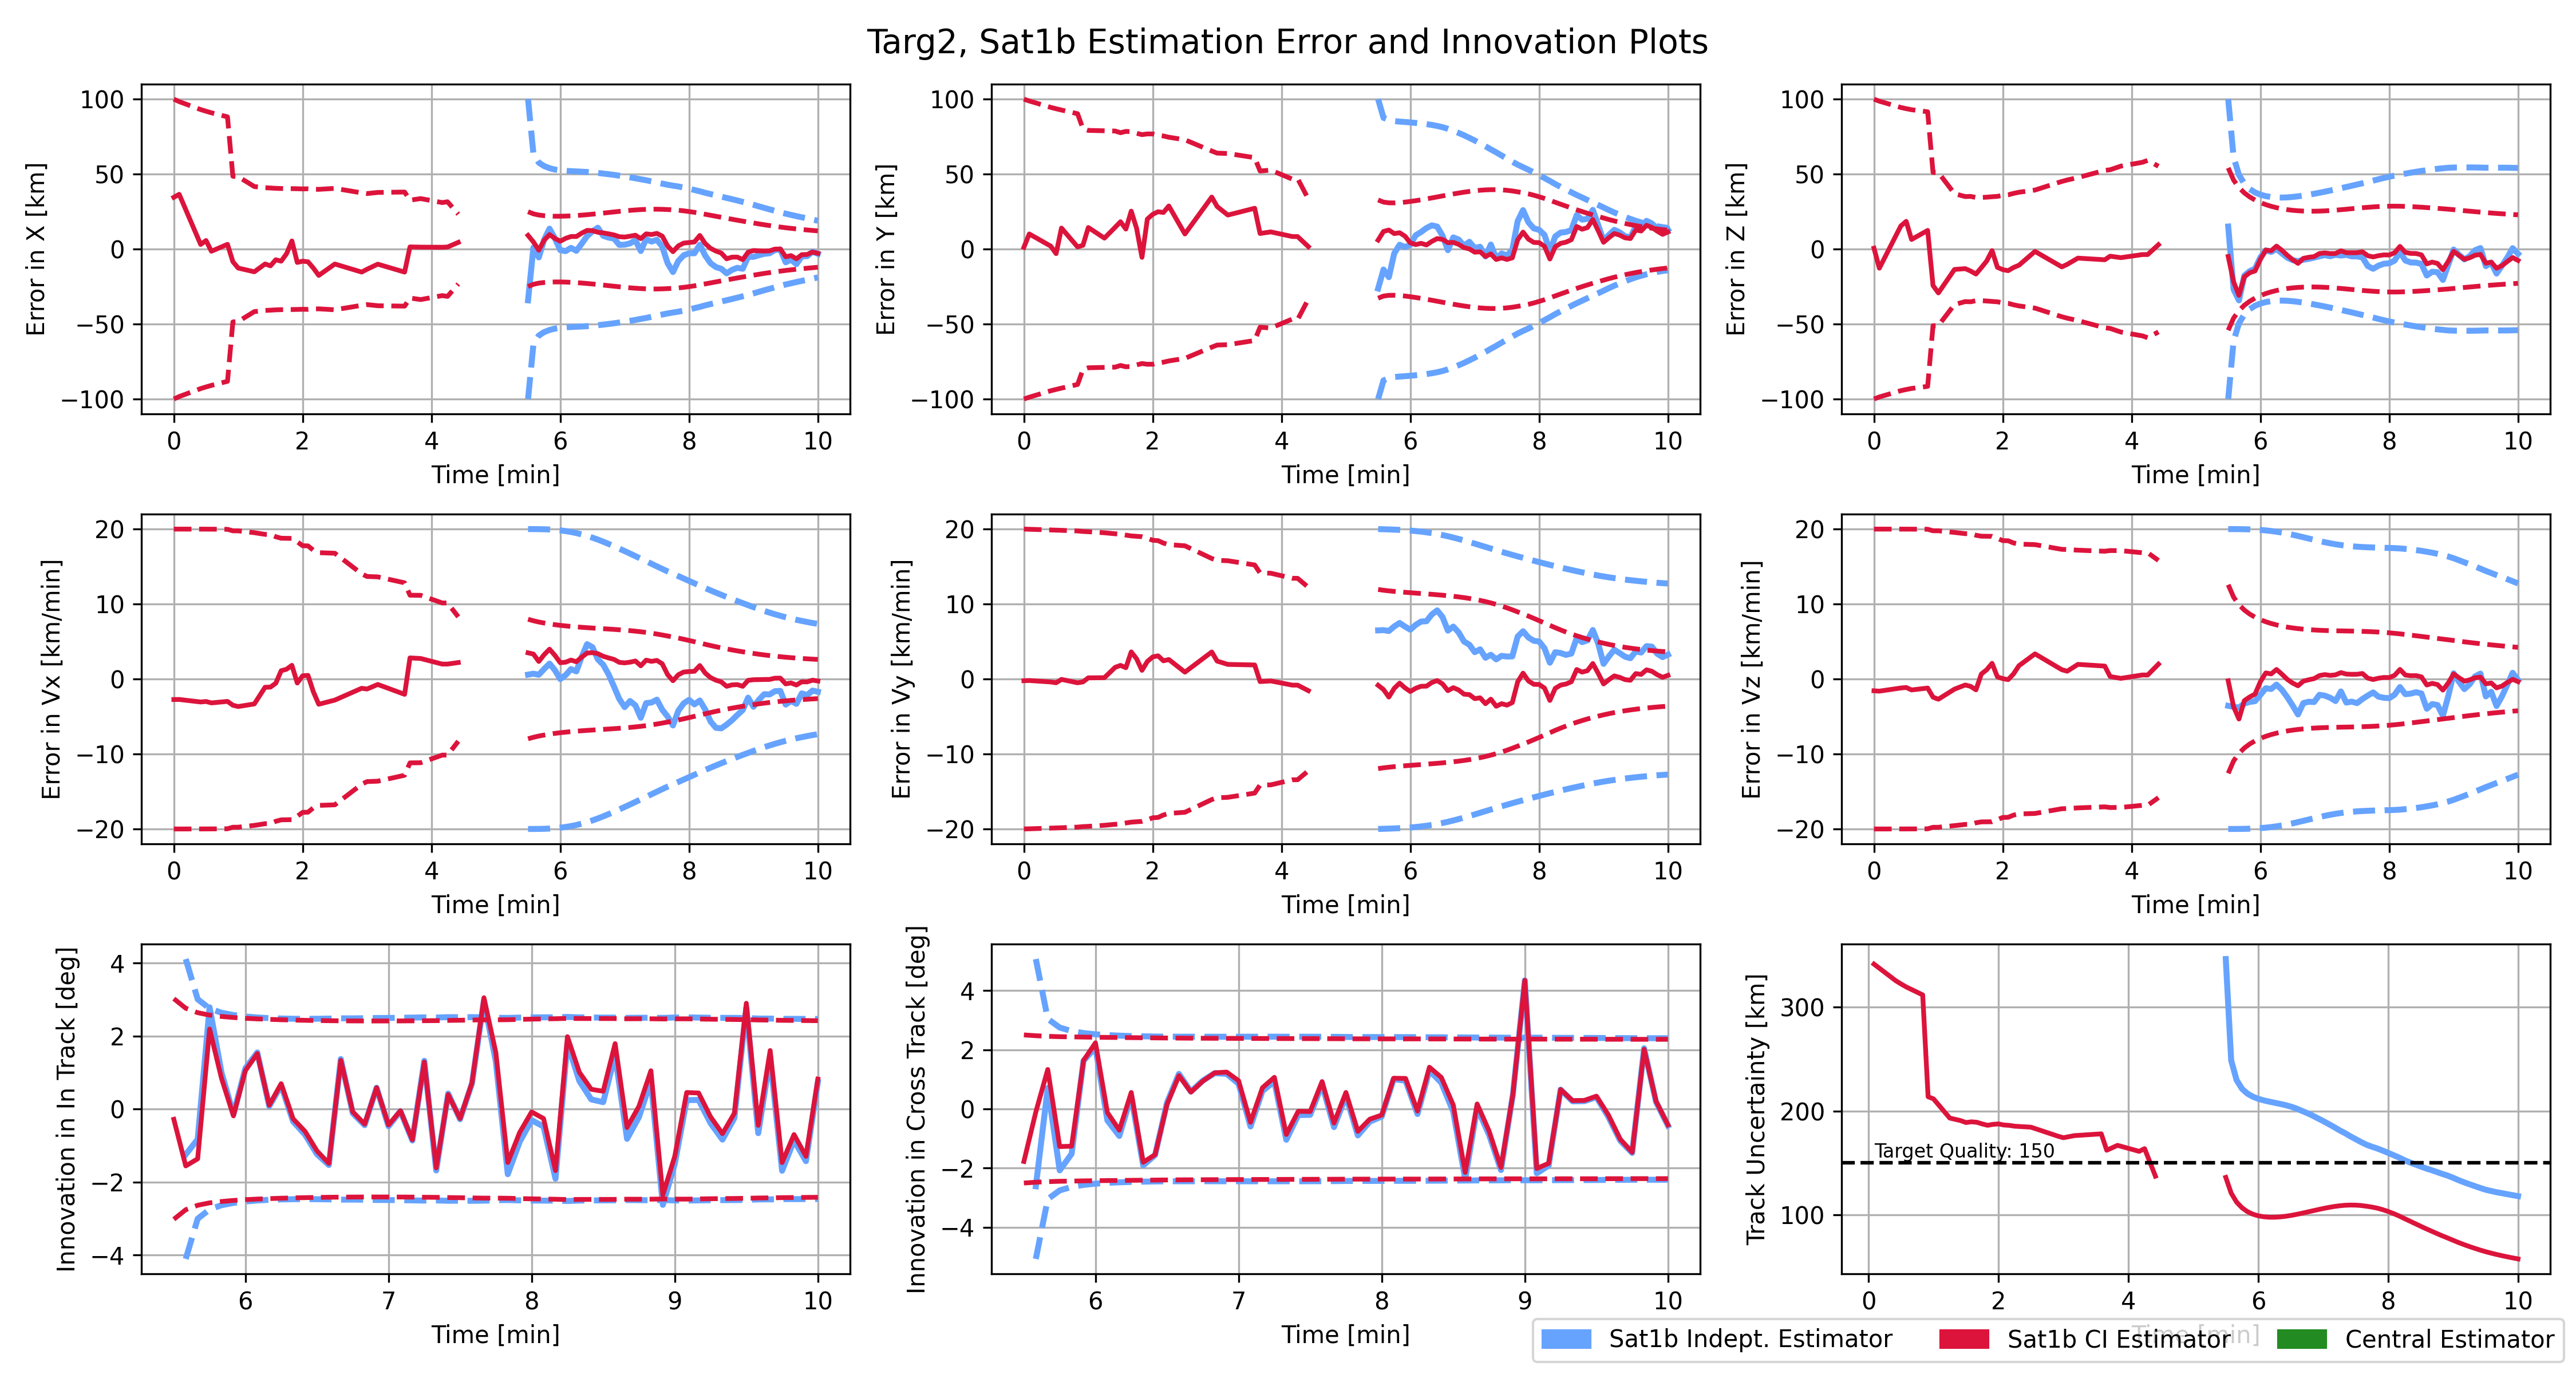 Targ2, Sat1b Estimation Error and Innovation Plots
Error in X [km]
100
50
0
−50
−100
0 2 4 6 8 10
Time [min]
Error in Y [km]
100
50
0
−50
−100
0 2 4 6 8 10
Time [min]
Error in Z [km]
100
50
0
−50
−100
0 2 4 6 8 10
Time [min]
Error in Vx [km/min]
20
10
0
−10
−20
0 2 4 6 8 10
Time [min]
Error in Vy [km/min]
20
10
0
−10
−20
0 2 4 6 8 10
Time [min]
Error in Vz [km/min]
20
10
0
−10
−20
0 2 4 6 8 10
Time [min]
Innovation in In Track [deg]
4
2
0
−2
−4
6 7 8 9 10
Time [min]
Innovation in Cross Track [deg]
4
2
0
−2
−4
6 7 8 9 10
Time [min]
Track Uncertainty [km]
300
200
100
Target Quality: 150
0 2 4 6 8 10
Time [min]
Sat1b Indept. Estimator
Sat1b CI Estimator
Central Estimator